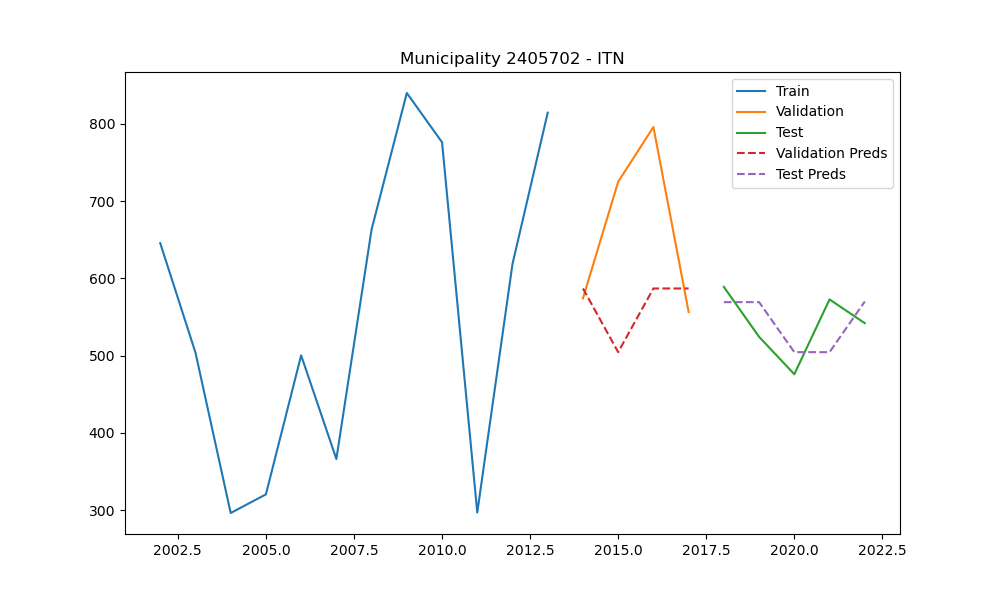 Municipality 2405702 - ITN
Train
Validation
Test
Validation Preds
Test Preds
800
700
600
500
400
300
2002.5 2005.0 2007.5 2010.0 2012.5 2015.0 2017.5 2020.0 2022.5